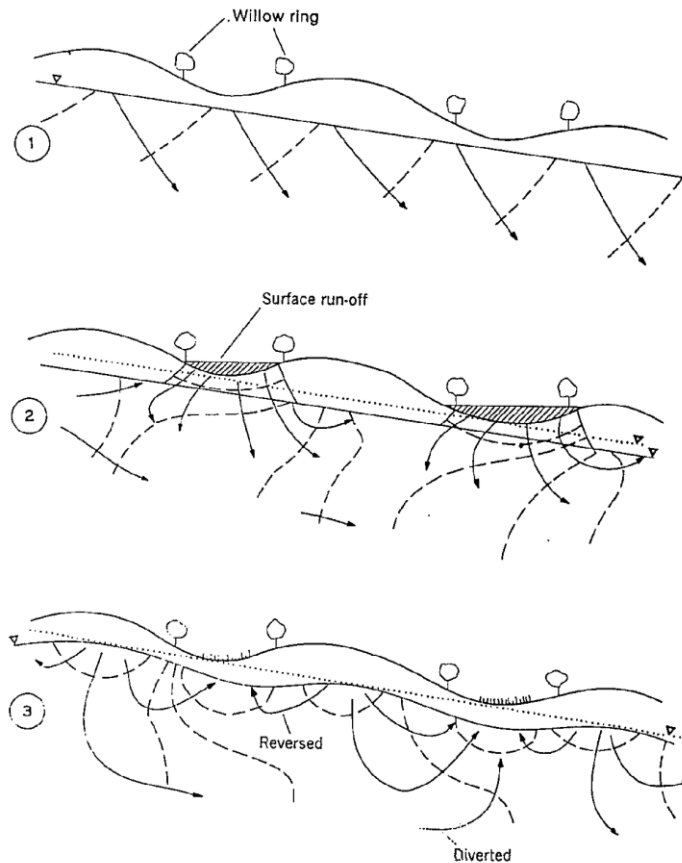 Willow ring
1
Surface run-off
2
3
Reversed
Diverted